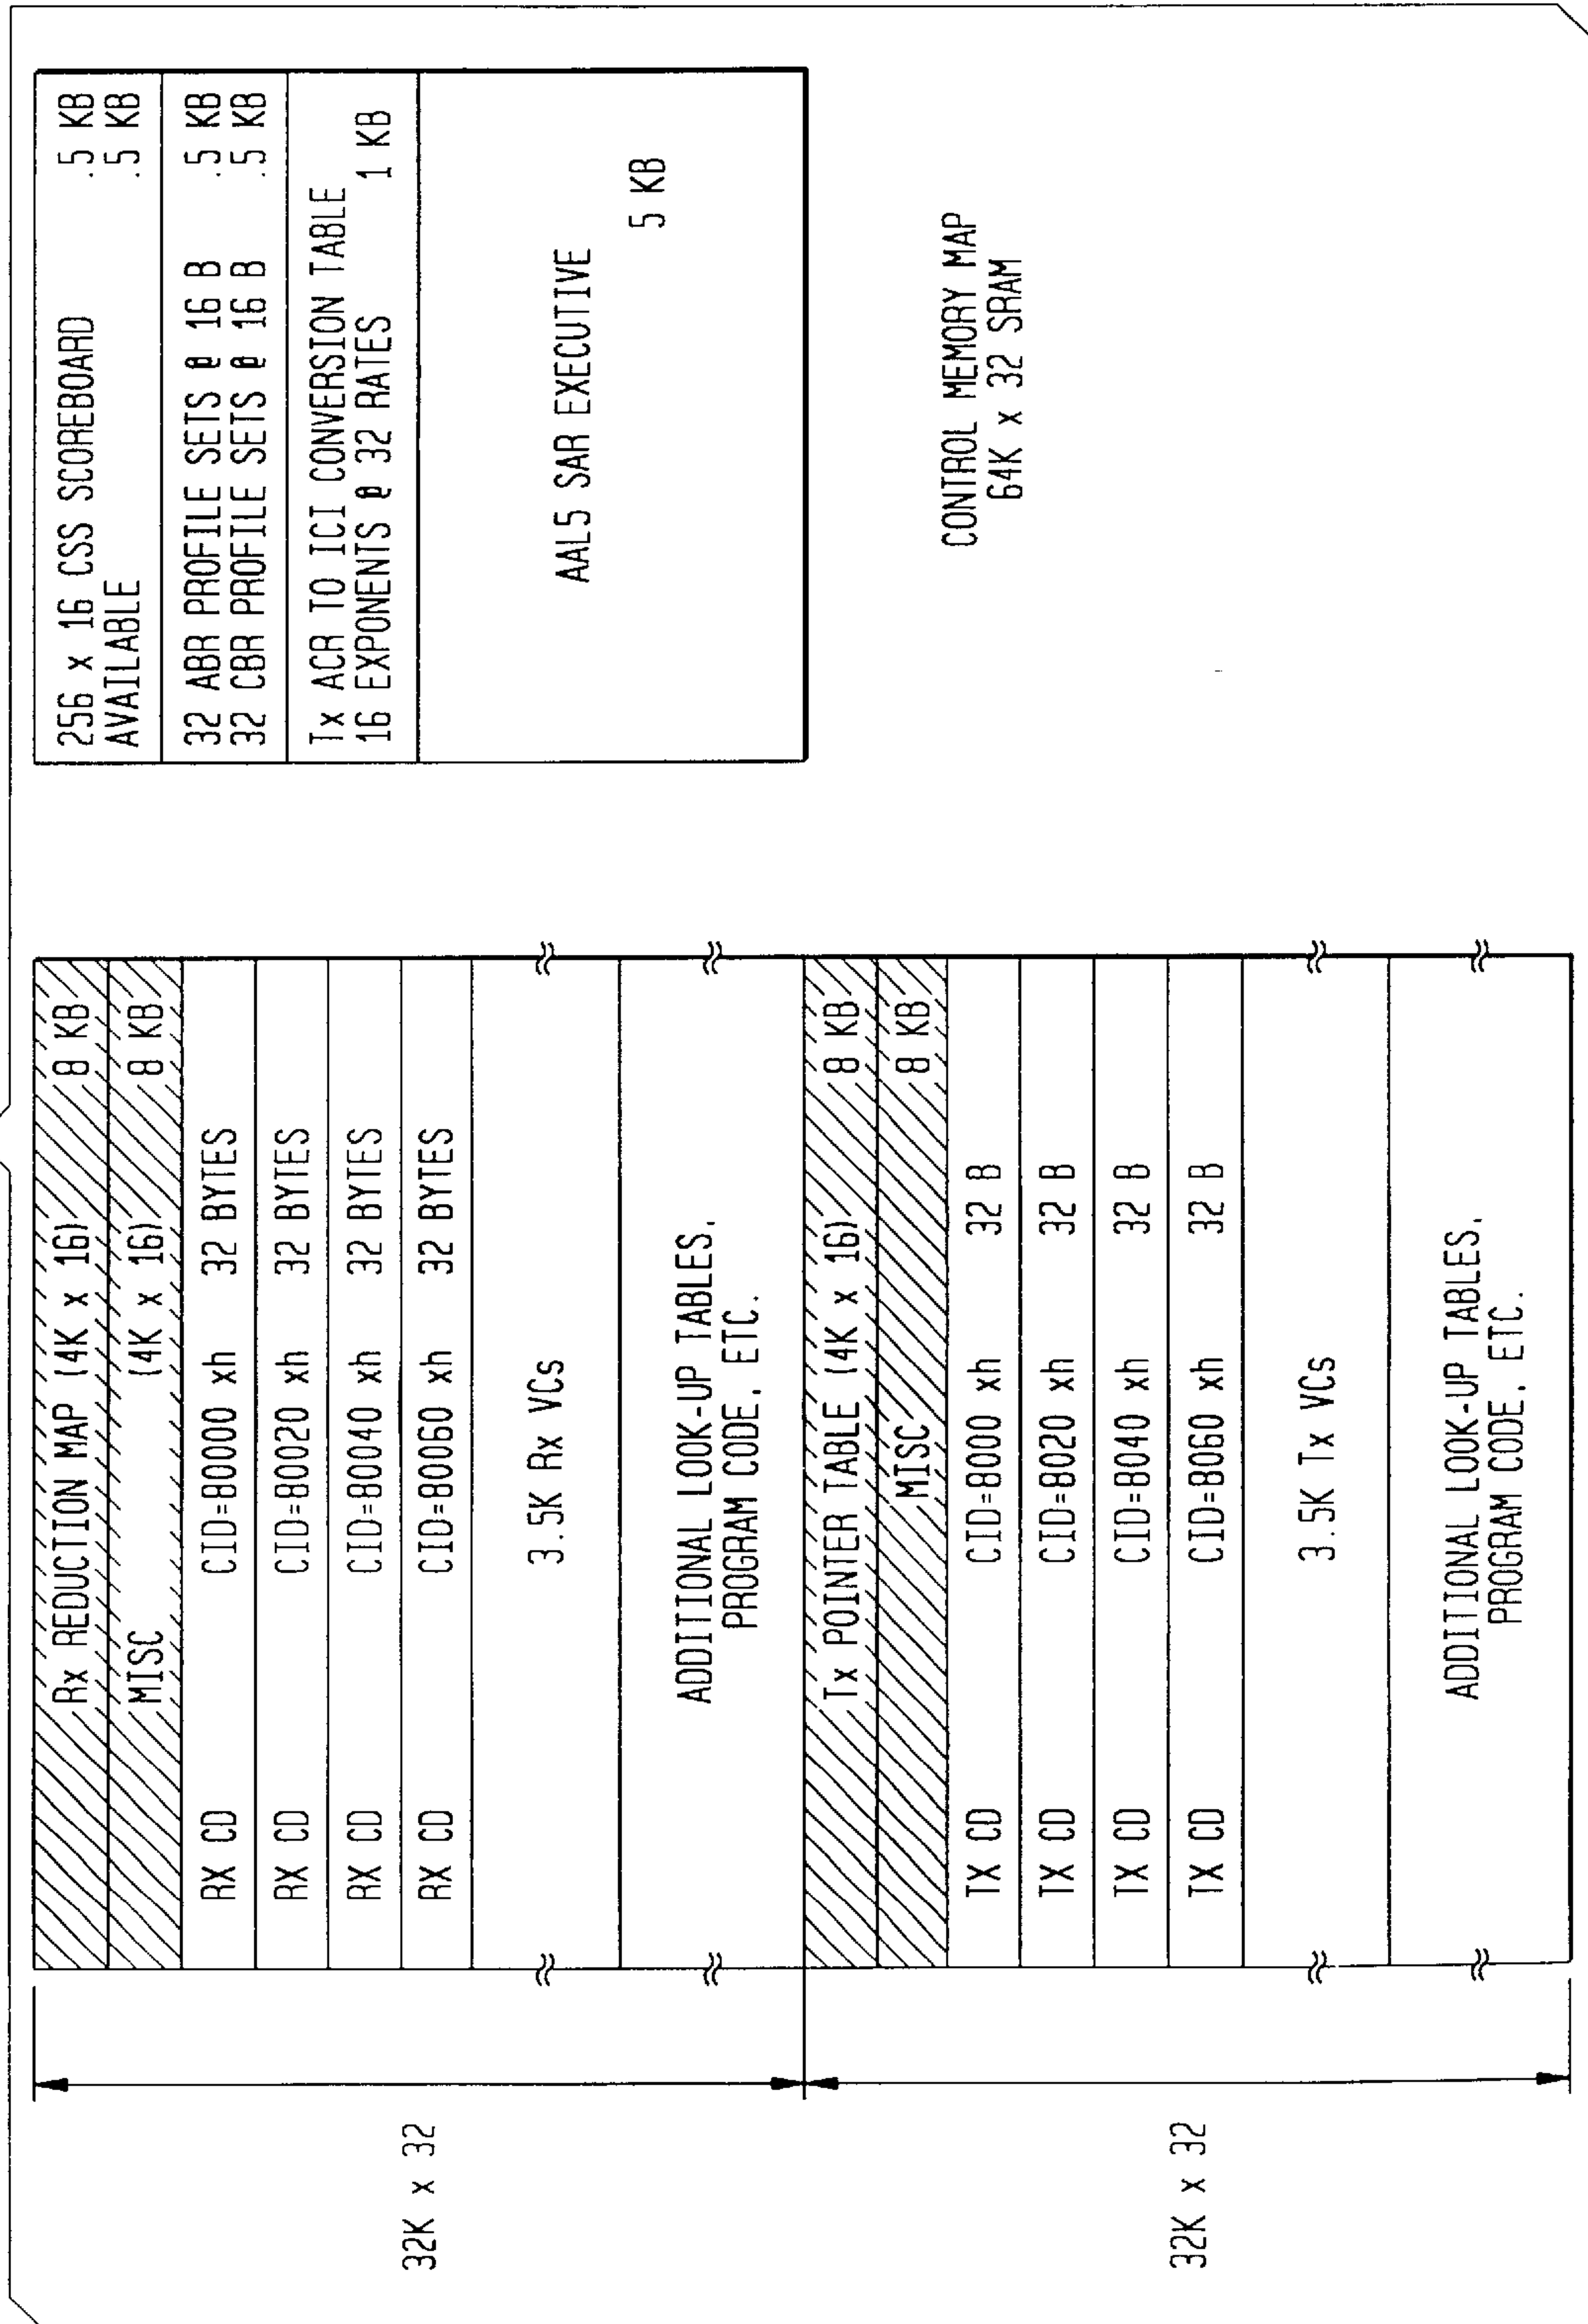 32K x 32
Rx REDUCTION MAP (4K x 16) 8 KB
MISC (4K x 16) 8 KB
RX CD CID=80000 xh 32 BYTES
RX CD CID=80020 xh 32 BYTES
RX CD CID=80040 xh 32 BYTES
RX CD CID=80060 xh 32 BYTES
3.5K Rx VCs
ADDITIONAL LOOK-UP TABLES,
PROGRAM CODE, ETC.
32K x 32
Tx POINTER TABLE (4K x 16) 8 KB
MISC 8 KB
TX CD CID=8000 xh 32 B
TX CD CID=8020 xh 32 B
TX CD CID=8040 xh 32 B
TX CD CID=8060 xh 32 B
3.5K Tx VCs
ADDITIONAL LOOK-UP TABLES,
PROGRAM CODE, ETC.
256 x 16 CSS SCOREBOARD .5 KB
AVAILABLE .5 KB
32 ABR PROFILE SETS @ 16 B .5 KB
32 CBR PROFILE SETS @ 16 B .5 KB
Tx ACR TO ICI CONVERSION TABLE
16 EXPONENTS @ 32 RATES 1 KB
AAL5 SAR EXECUTIVE
5 KB
CONTROL MEMORY MAP
64K x 32 SRAM